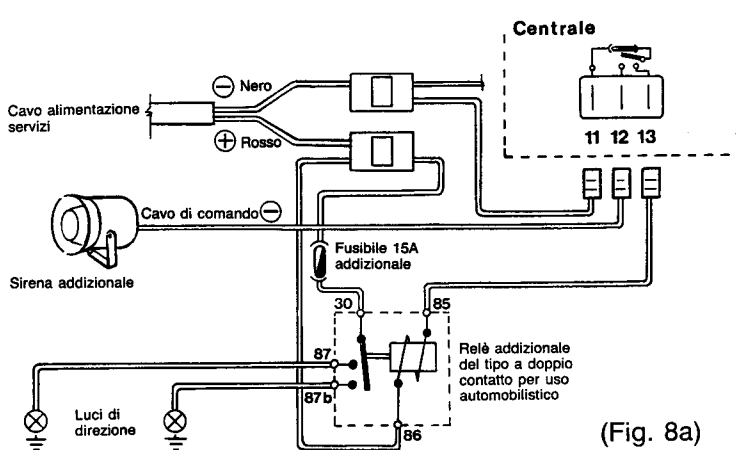 Centrale
Nero
Cavo alimentazione
servizi
Rosso
11 12 13
Cavo di comando
Sirena addizionale
Fusibile 15A
addizionale
30
85
87
87b
86
Relè addizionale
del tipo a doppio
contatto per uso
automobilistico
Luci di
direzione
(Fig. 8a)